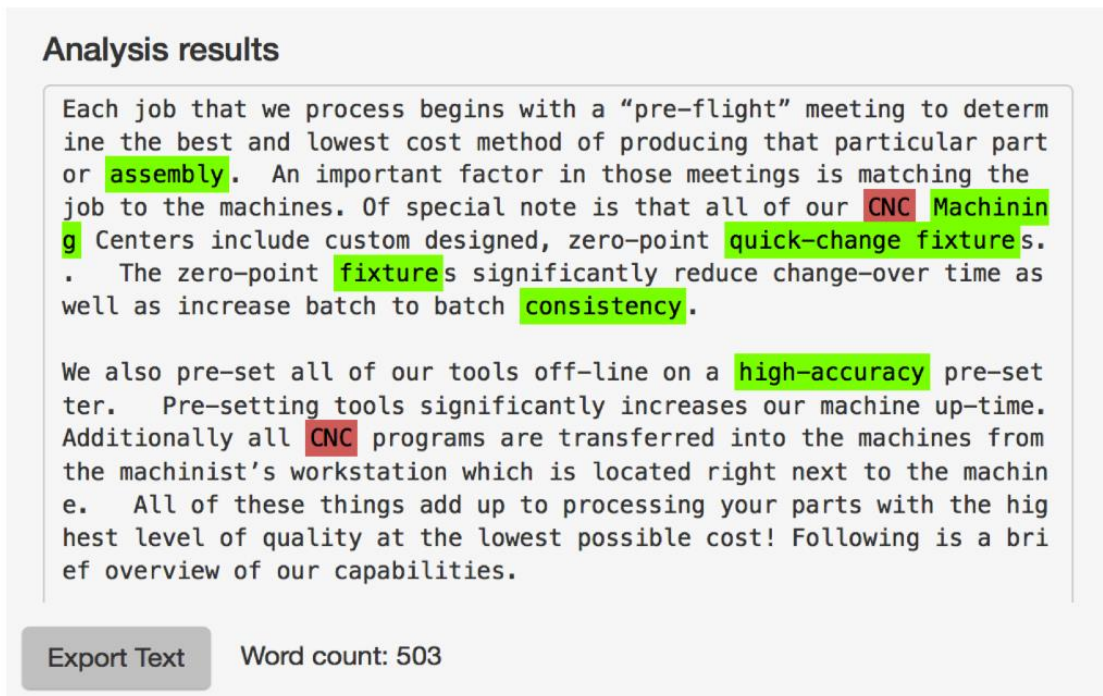 Analysis results
Each job that we process begins with a “pre-flight” meeting to determ
ine the best and lowest cost method of producing that particular part
or assembly.  An important factor in those meetings is matching the
job to the machines. Of special note is that all of our CNC Machinin
g Centers include custom designed, zero-point quick-change fixtures.
.   The zero-point fixtures significantly reduce change-over time as
well as increase batch to batch consistency.
We also pre-set all of our tools off-line on a high-accuracy pre-set
ter.   Pre-setting tools significantly increases our machine up-time.
Additionally all CNC programs are transferred into the machines from
the machinist’s workstation which is located right next to the machin
e.   All of these things add up to processing your parts with the hig
hest level of quality at the lowest possible cost! Following is a bri
ef overview of our capabilities.
Export Text Word count: 503